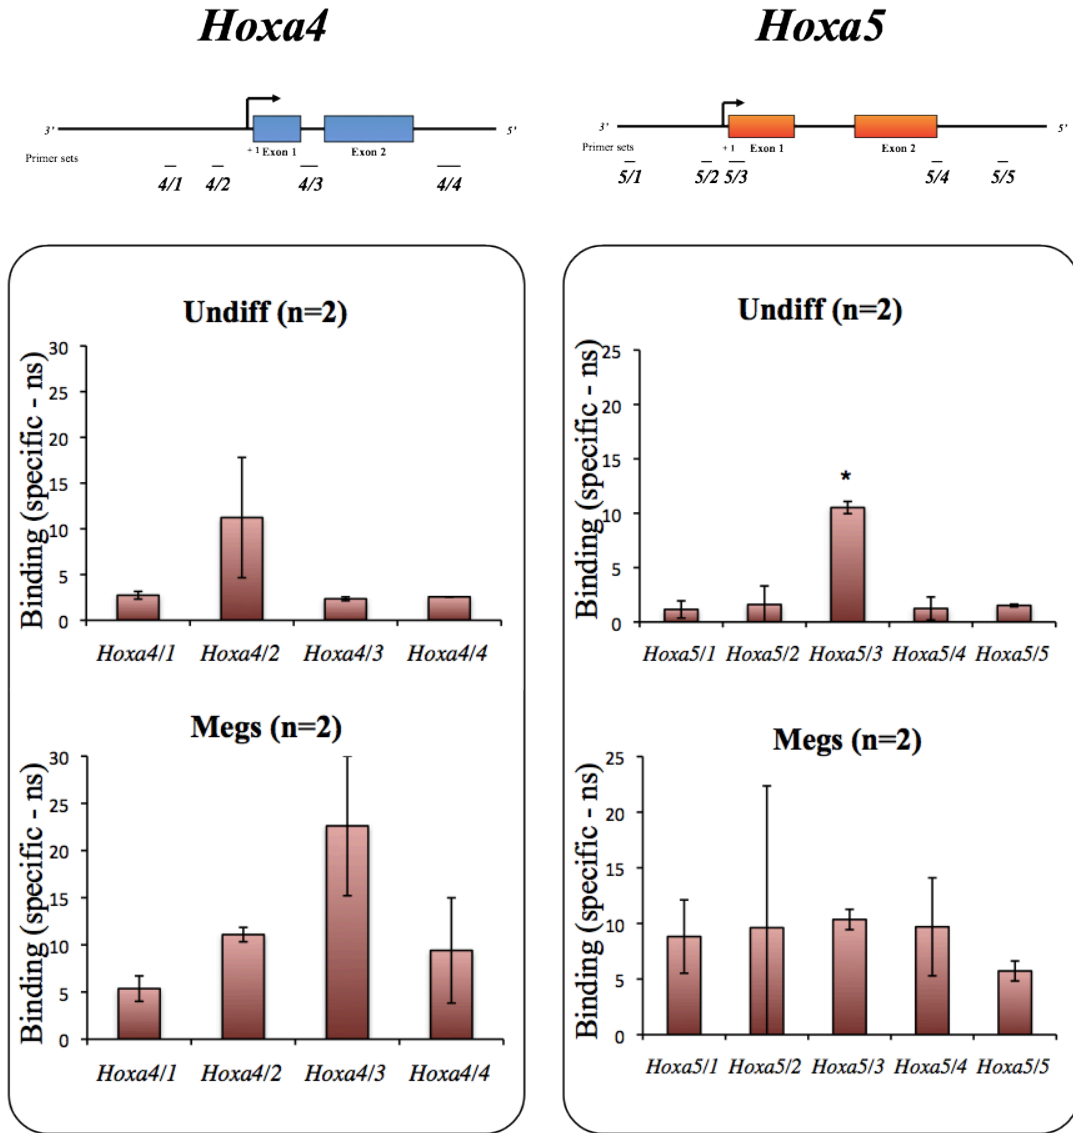 Hoxa4
Hoxa5
3'
5'
+ 1 Exon 1
Exon 2
Primer sets
4/1
4/2
4/3
4/4
3'
5'
Primer sets
+ 1
Exon 1
Exon 2
5/1
5/2
5/3
5/4
5/5
Undiff (n=2)
Binding (specific - ns)
30
25
20
15
10
5
0
Hoxa4/1
Hoxa4/2
Hoxa4/3
Hoxa4/4
Megs (n=2)
Binding (specific - ns)
30
25
20
15
10
5
0
Hoxa4/1
Hoxa4/2
Hoxa4/3
Hoxa4/4
Undiff (n=2)
Binding (specific - ns)
25
20
15
10
5
0
*
Hoxa5/1
Hoxa5/2
Hoxa5/3
Hoxa5/4
Hoxa5/5
Megs (n=2)
Binding (specific - ns)
25
20
15
10
5
0
Hoxa5/1
Hoxa5/2
Hoxa5/3
Hoxa5/4
Hoxa5/5